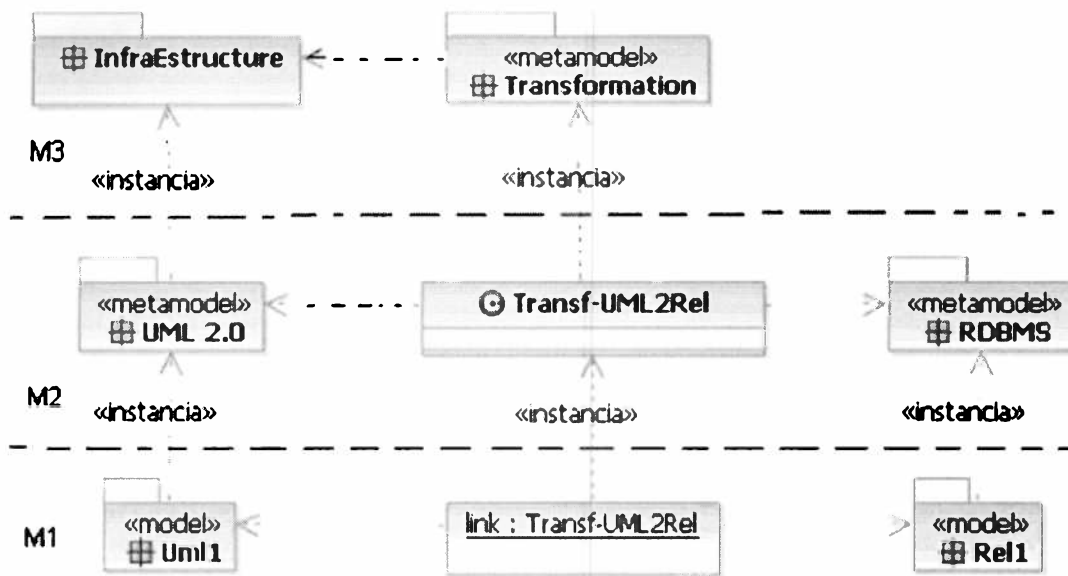 InfraEstructure
«metamodel»
Transformation
M3
«instancia»
«instancia»
«metamodel»
UML 2.0
Transf-UML2Rel
«metamodel»
RDBMS
M2
«instancia»
«instancia»
«instancia»
M1
«model»
Uml1
link : Transf-UML2Rel
«model»
Rel1